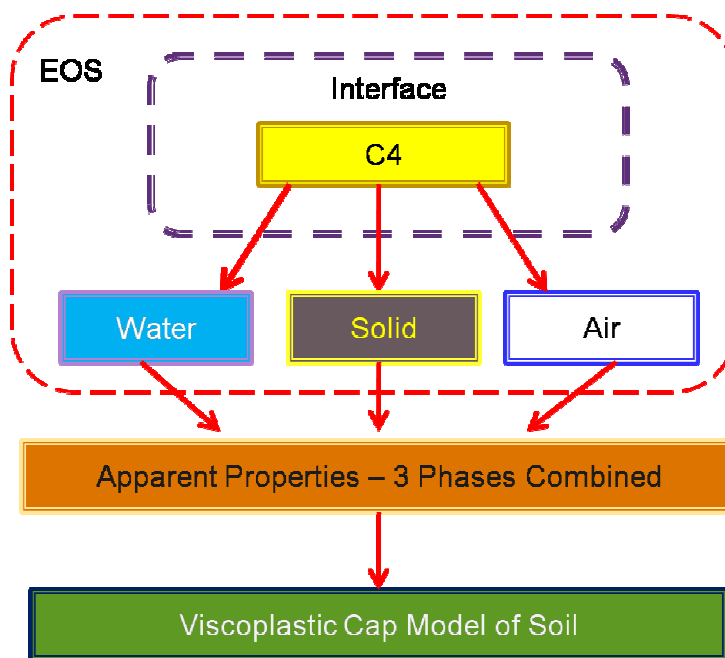 EOS
Interface
C4
Water
Solid
Air
Apparent Properties – 3 Phases Combined
Viscoplastic Cap Model of Soil